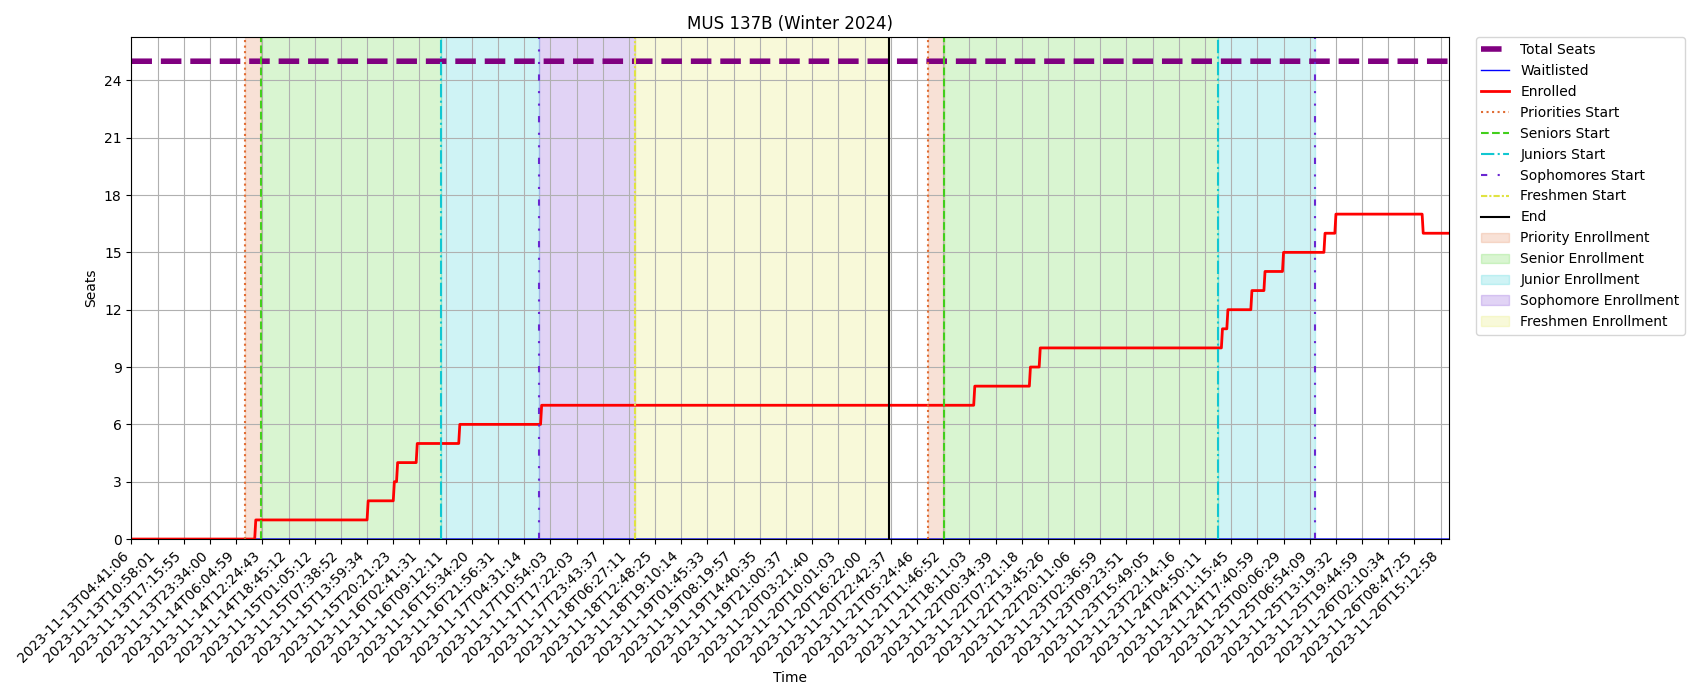 MUS 137B (Winter 2024)
Seats
24
21
18
15
12
9
6
3
0
2023-11-13T04:41:06
2023-11-13T10:58:01
2023-11-13T17:15:55
2023-11-13T23:34:00
2023-11-14T06:04:59
2023-11-14T12:24:43
2023-11-14T18:45:12
2023-11-15T01:05:12
2023-11-15T07:38:52
2023-11-15T13:59:34
2023-11-15T20:21:23
2023-11-16T02:41:31
2023-11-16T09:12:11
2023-11-16T15:34:20
2023-11-16T21:56:31
2023-11-17T04:31:14
2023-11-17T10:54:03
2023-11-17T17:22:03
2023-11-17T23:43:37
2023-11-18T06:27:11
2023-11-18T12:48:25
2023-11-18T19:10:14
2023-11-19T01:45:33
2023-11-19T08:19:57
2023-11-19T14:40:35
2023-11-19T21:00:37
2023-11-20T03:21:40
2023-11-20T10:01:03
2023-11-20T16:22:00
2023-11-20T22:42:37
2023-11-21T05:24:46
2023-11-21T11:46:52
2023-11-21T18:11:03
2023-11-22T00:34:39
2023-11-22T07:21:18
2023-11-22T13:45:26
2023-11-22T20:11:06
2023-11-23T02:36:59
2023-11-23T09:23:51
2023-11-23T15:49:05
2023-11-23T22:14:16
2023-11-24T04:50:11
2023-11-24T11:15:45
2023-11-24T17:40:59
2023-11-25T00:06:29
2023-11-25T06:54:09
2023-11-25T13:19:32
2023-11-25T19:44:59
2023-11-26T02:10:34
2023-11-26T08:47:25
2023-11-26T15:12:58
Time
Total Seats
Waitlisted
Enrolled
Priorities Start
Seniors Start
Juniors Start
Sophomores Start
Freshmen Start
End
Priority Enrollment
Senior Enrollment
Junior Enrollment
Sophomore Enrollment
Freshmen Enrollment